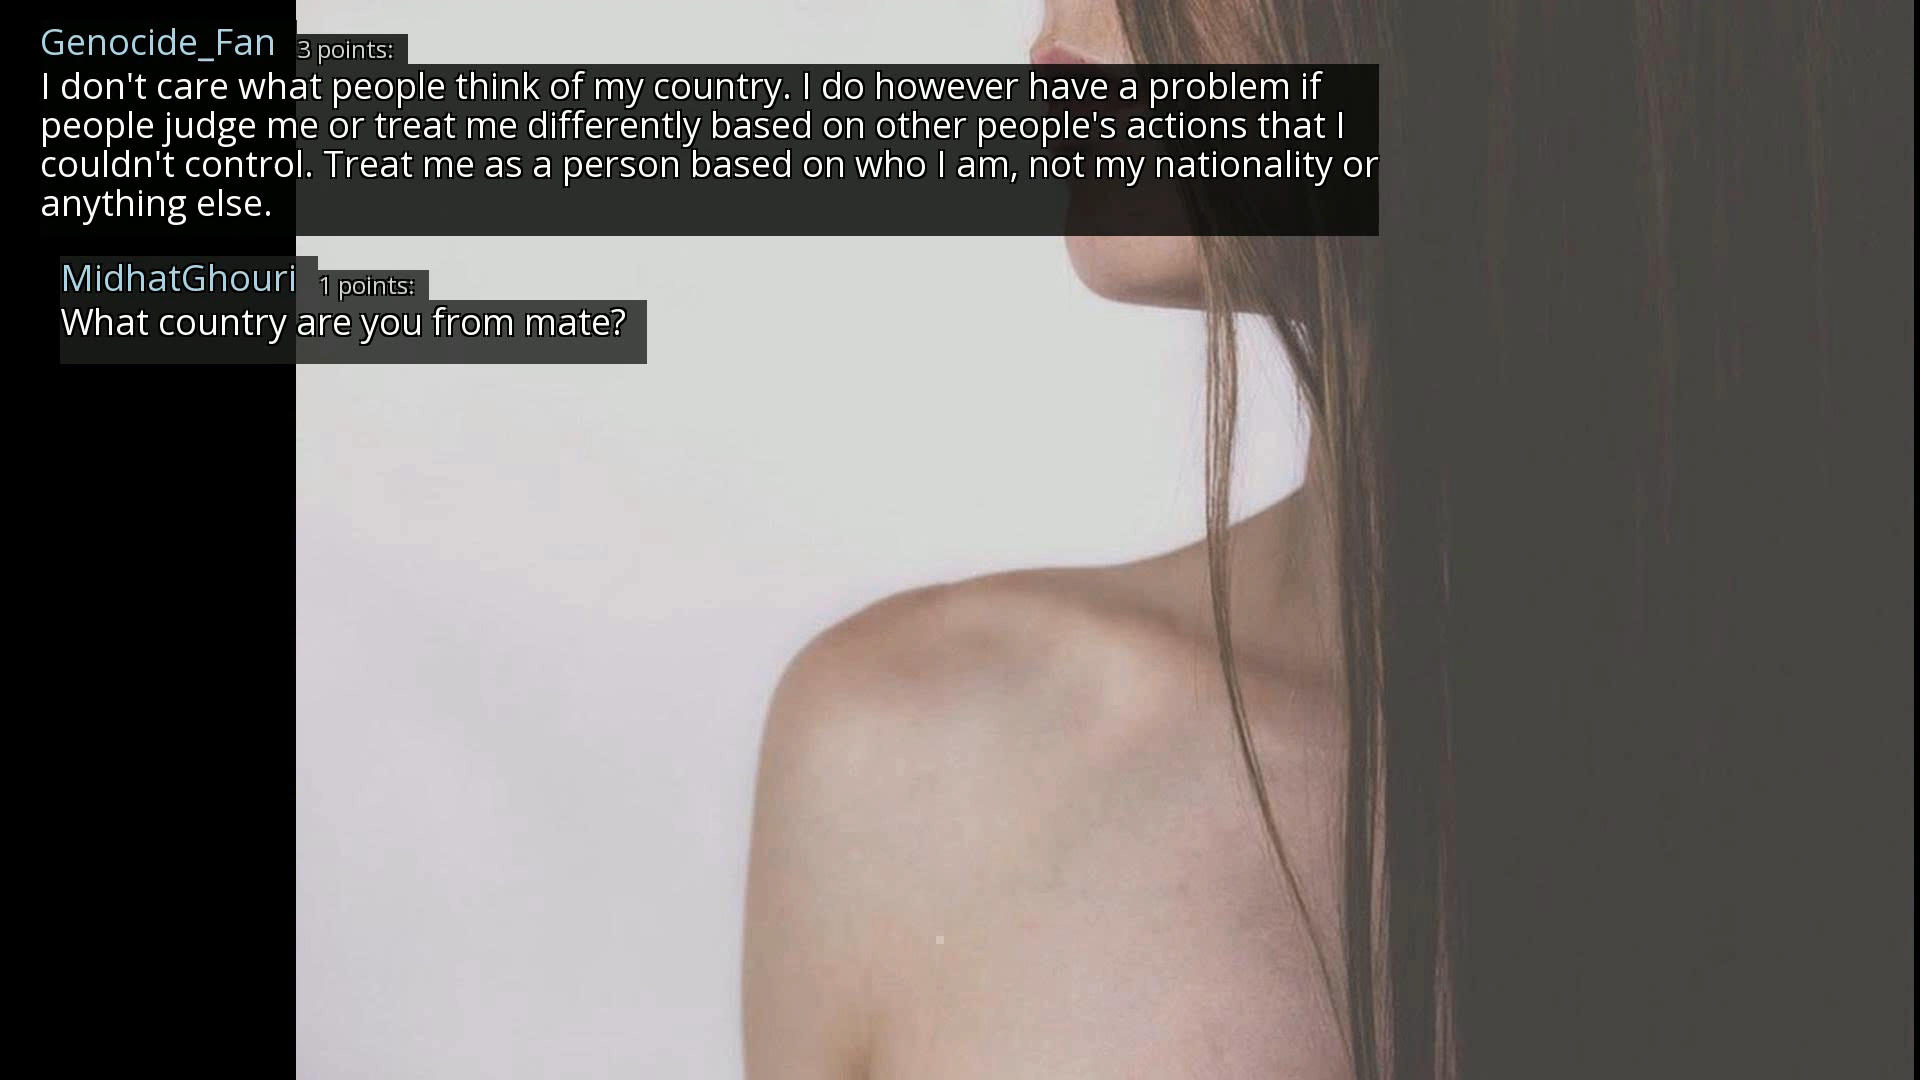 Genocide_Fan 3 points:
I don't care what people think of my country. I do however have a problem if
people judge me or treat me differently based on other people's actions that I
couldn't control. Treat me as a person based on who I am, not my nationality or
anything else.
MidhatGhouri 1 points:
What country are you from mate?